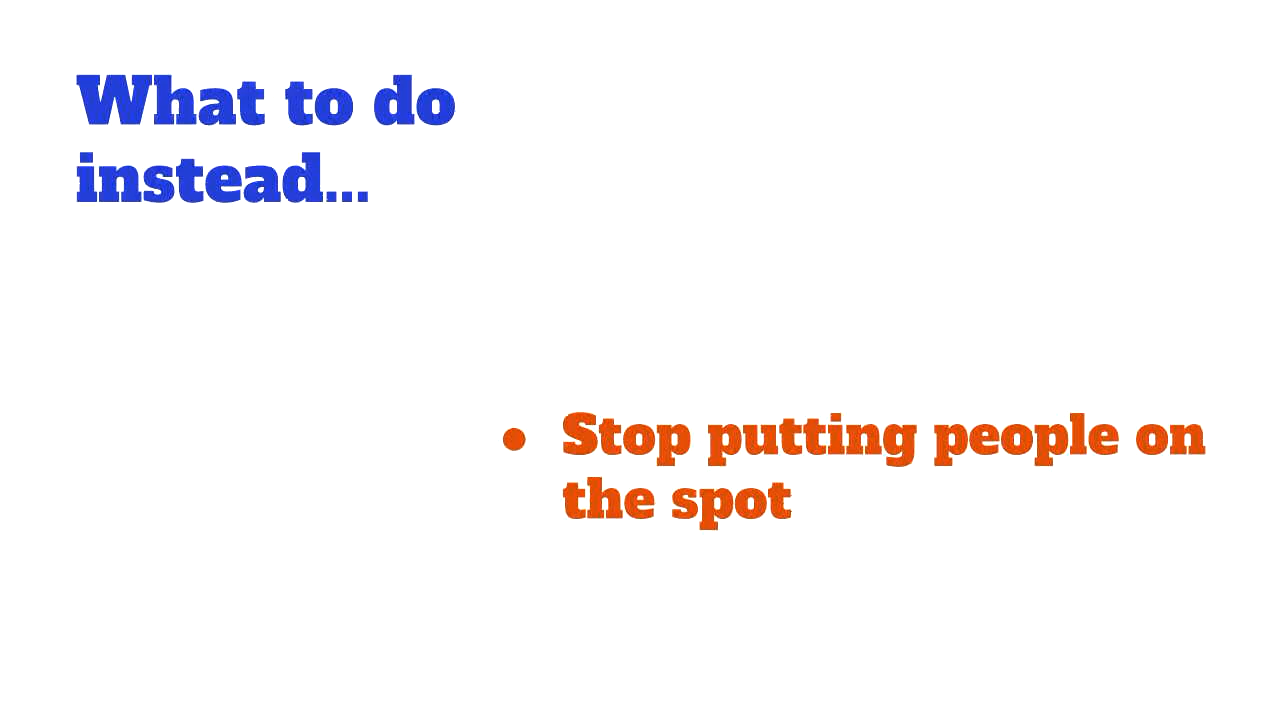 What to do
instead...
• Stop putting people on
the spot